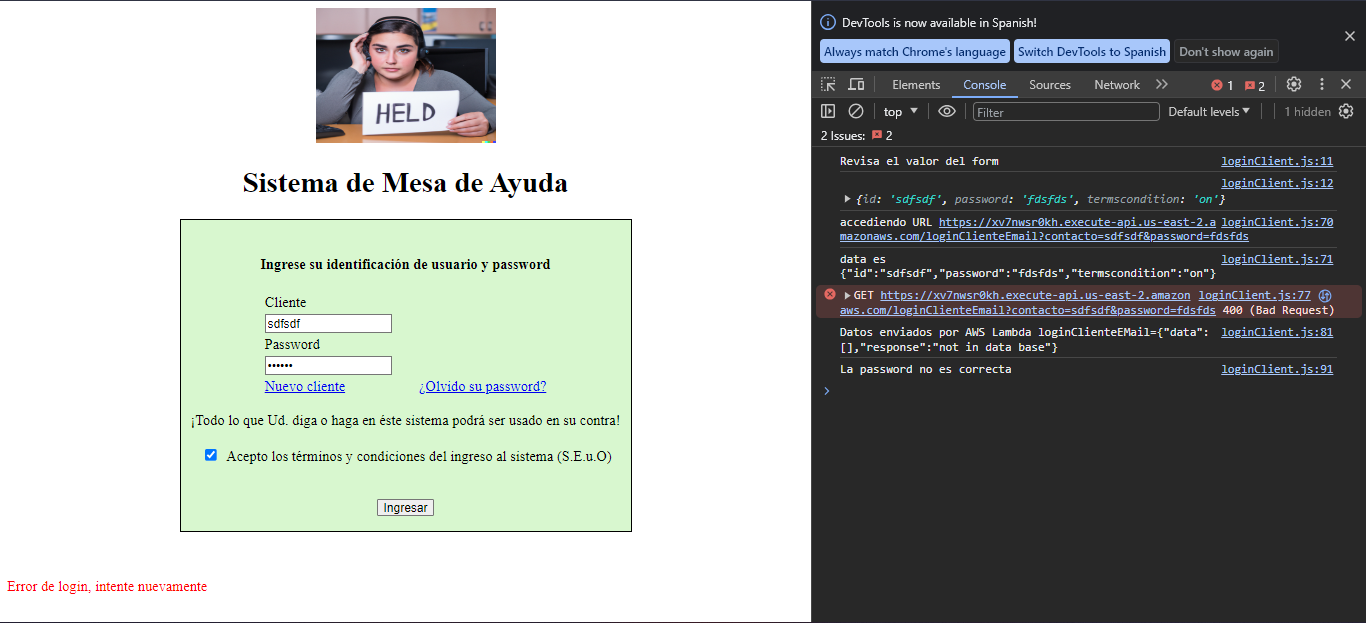 HELD
Sistema de Mesa de Ayuda
Ingrese su identificación de usuario y password
Cliente
sdfsdf
Password
••••••
Nuevo cliente ¿Olvido su password?
¡Todo lo que Ud. diga o haga en éste sistema podrá ser usado en su contra!
Acepto los términos y condiciones del ingreso al sistema (S.E.u.O)
Ingresar
Error de login, intente nuevamente
DevTools is now available in Spanish!
Always match Chrome's language Switch DevTools to Spanish Don't show again
Elements Console Sources Network 1 2
top Filter Default levels 1 hidden
2 Issues: 2
Revisa el valor del form loginClient.js:11
loginClient.js:12
{id: 'sdfsdf', password: 'fdsfds', termscondition: 'on'}
accediendo URL https://xv7nwsr0kh.execute-api.us-east-2.a loginClient.js:70
mazonaws.com/loginClienteEmail?contacto=sdfsdf&password=fdsfds
data es loginClient.js:71
{"id":"sdfsdf","password":"fdsfds","termscondition":"on"}
GET https://xv7nwsr0kh.execute-api.us-east-2.amazon loginClient.js:77
aws.com/loginClienteEmail?contacto=sdfsdf&password=fdsfds 400 (Bad Request)
Datos enviados por AWS Lambda loginClienteEMail={"data": loginClient.js:81
[],"response":"not in data base"}
La password no es correcta loginClient.js:91